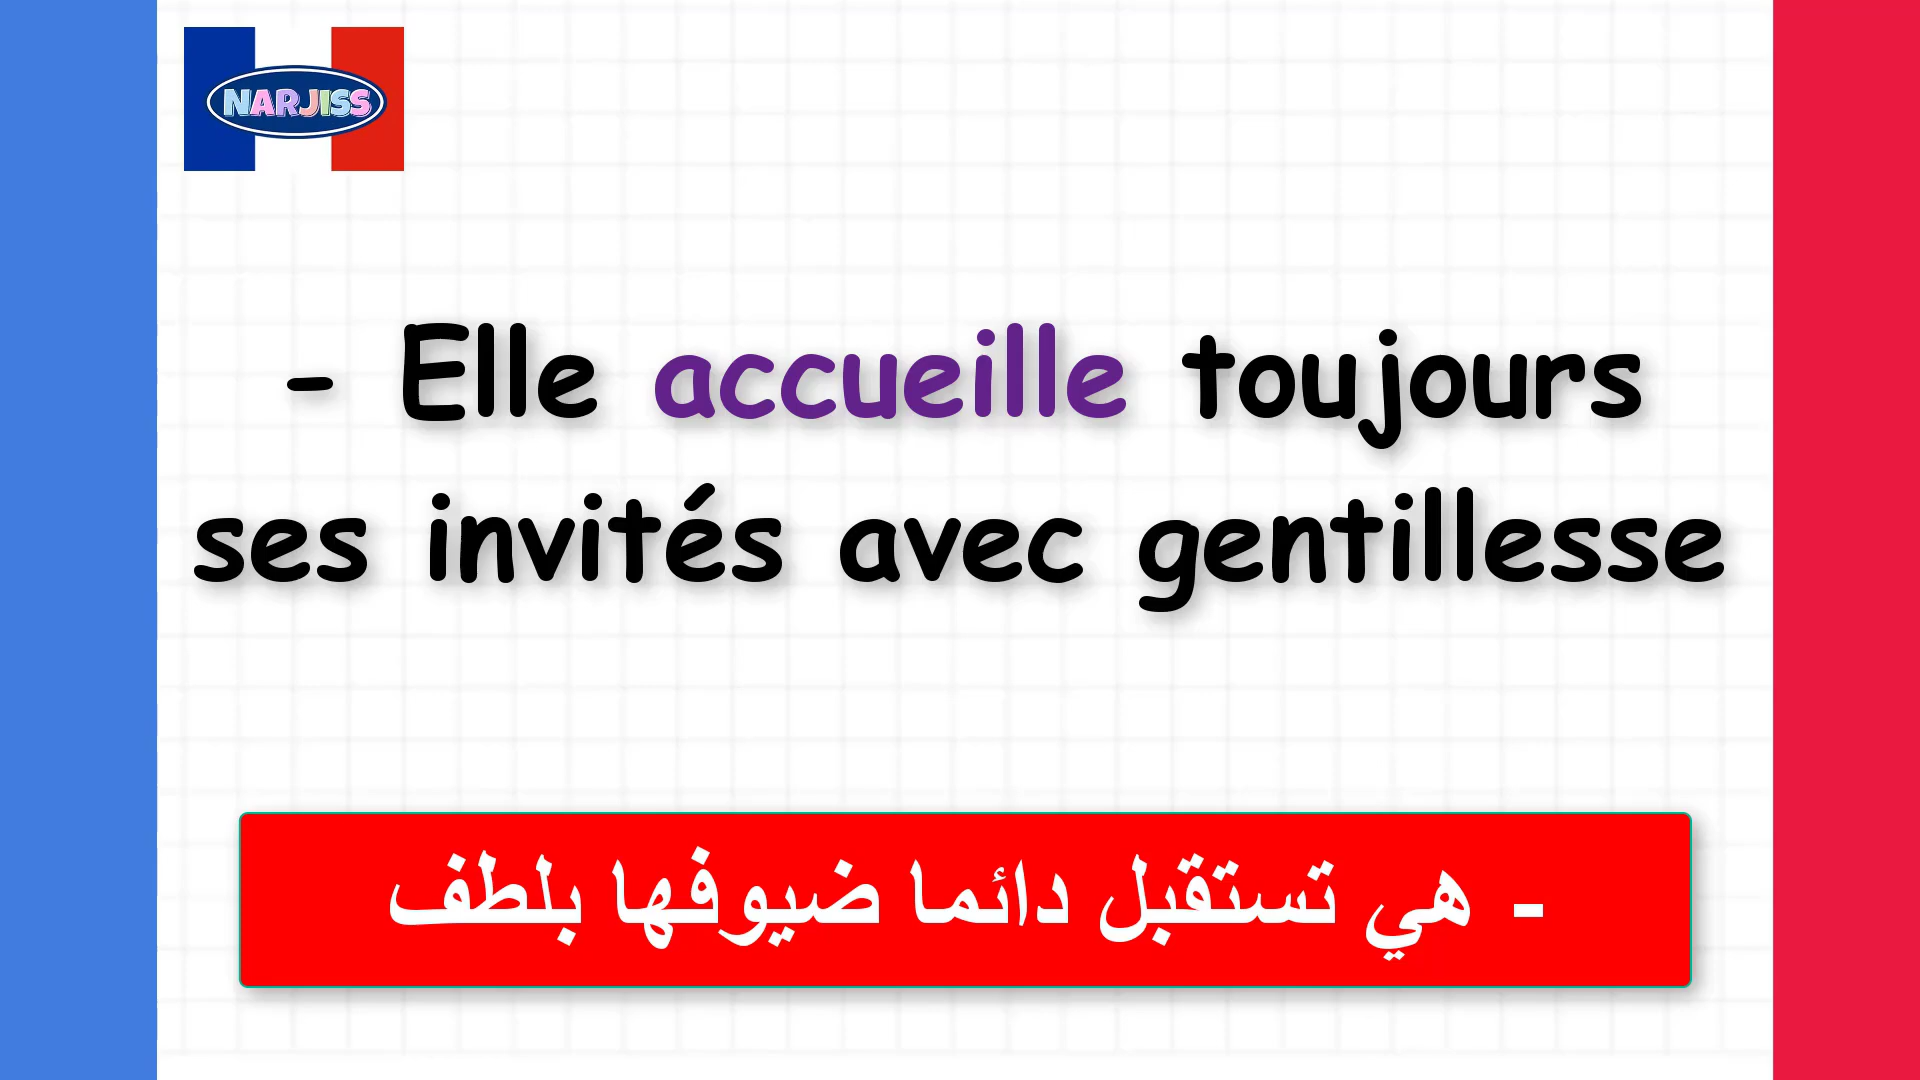 NARJISS
- Elle accueille toujours
ses invités avec gentillesse
- هي تستقبل دائما ضيوفها بلطف